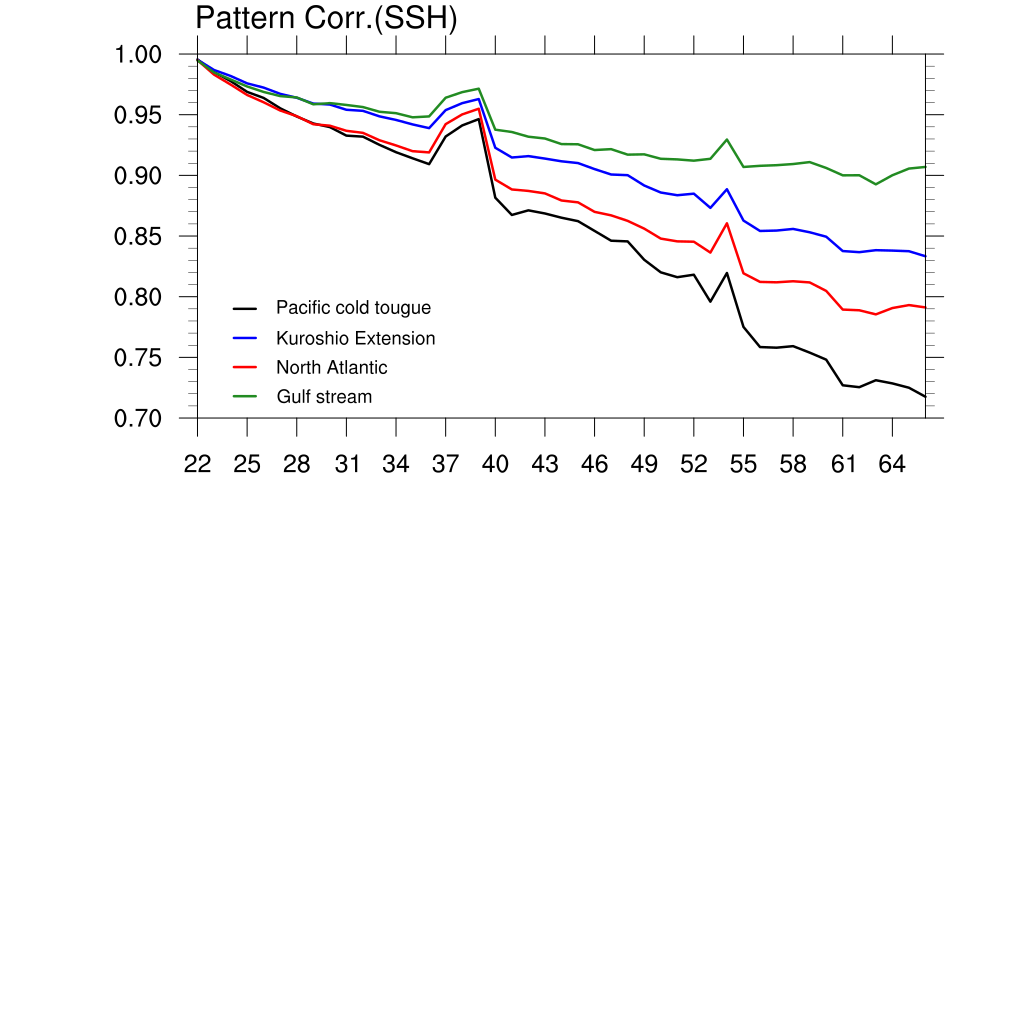 Pattern Corr.(SSH)
1.00
0.95
0.90
0.85
0.80
0.75
0.70
Pacific cold tougue
Kuroshio Extension
North Atlantic
Gulf stream
22 25 28 31 34 37 40 43 46 49 52 55 58 61 64